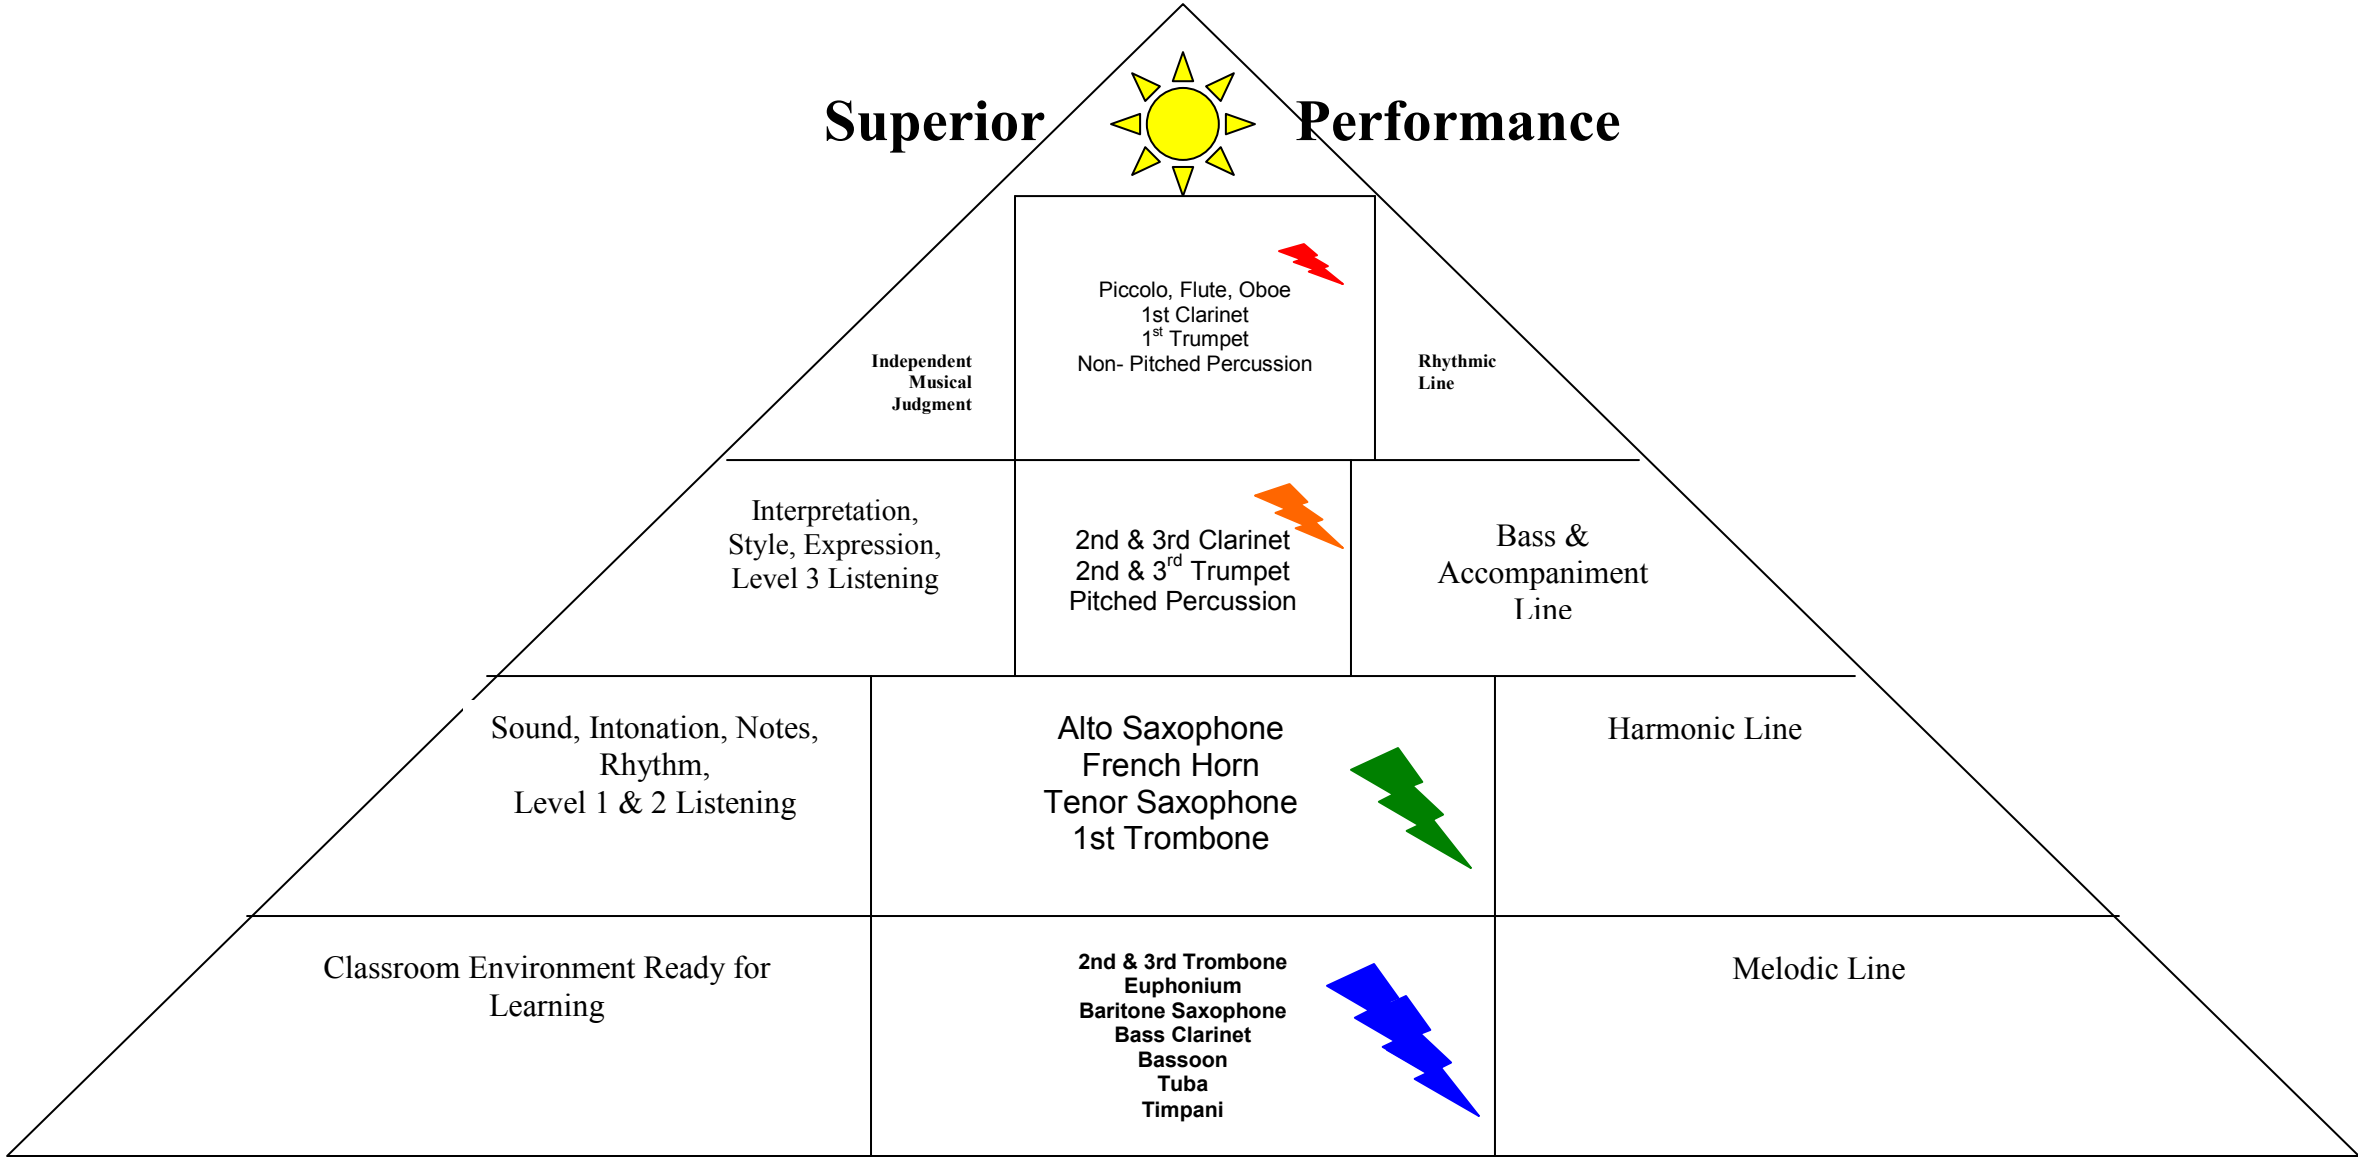 Superior Performance
Piccolo, Flute, Oboe
1st Clarinet
1st Trumpet
Non- Pitched Percussion
Independent
Musical
Judgment
Rhythmic
Line
Interpretation,
Style, Expression,
Level 3 Listening
2nd & 3rd Clarinet
2nd & 3rd Trumpet
Pitched Percussion
Bass &
Accompaniment
Line
Sound, Intonation, Notes,
Rhythm,
Level 1 & 2 Listening
Alto Saxophone
French Horn
Tenor Saxophone
1st Trombone
Harmonic Line
Classroom Environment Ready for
Learning
2nd & 3rd Trombone
Euphonium
Baritone Saxophone
Bass Clarinet
Bassoon
Tuba
Timpani
Melodic Line